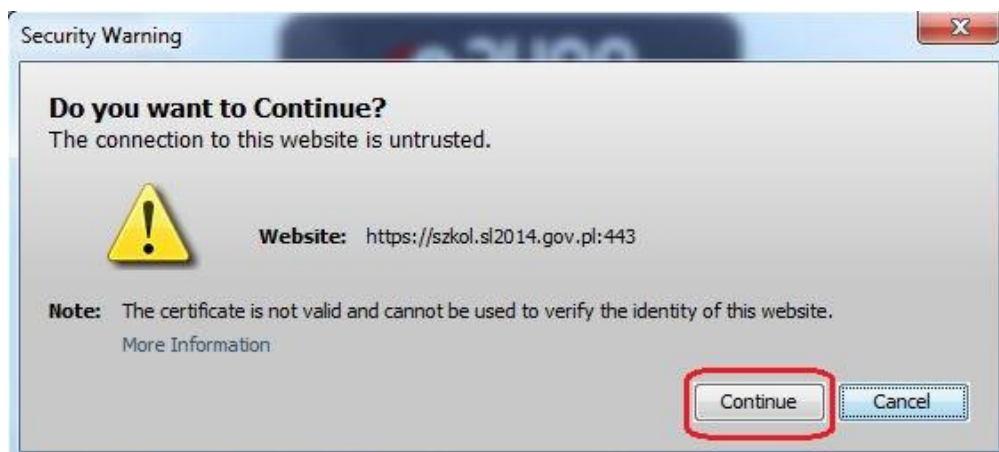 Security Warning
Do you want to Continue?
The connection to this website is untrusted.
Website: https://szkol.sl2014.gov.pl:443
Note: The certificate is not valid and cannot be used to verify the identity of this website.
More Information
Continue Cancel